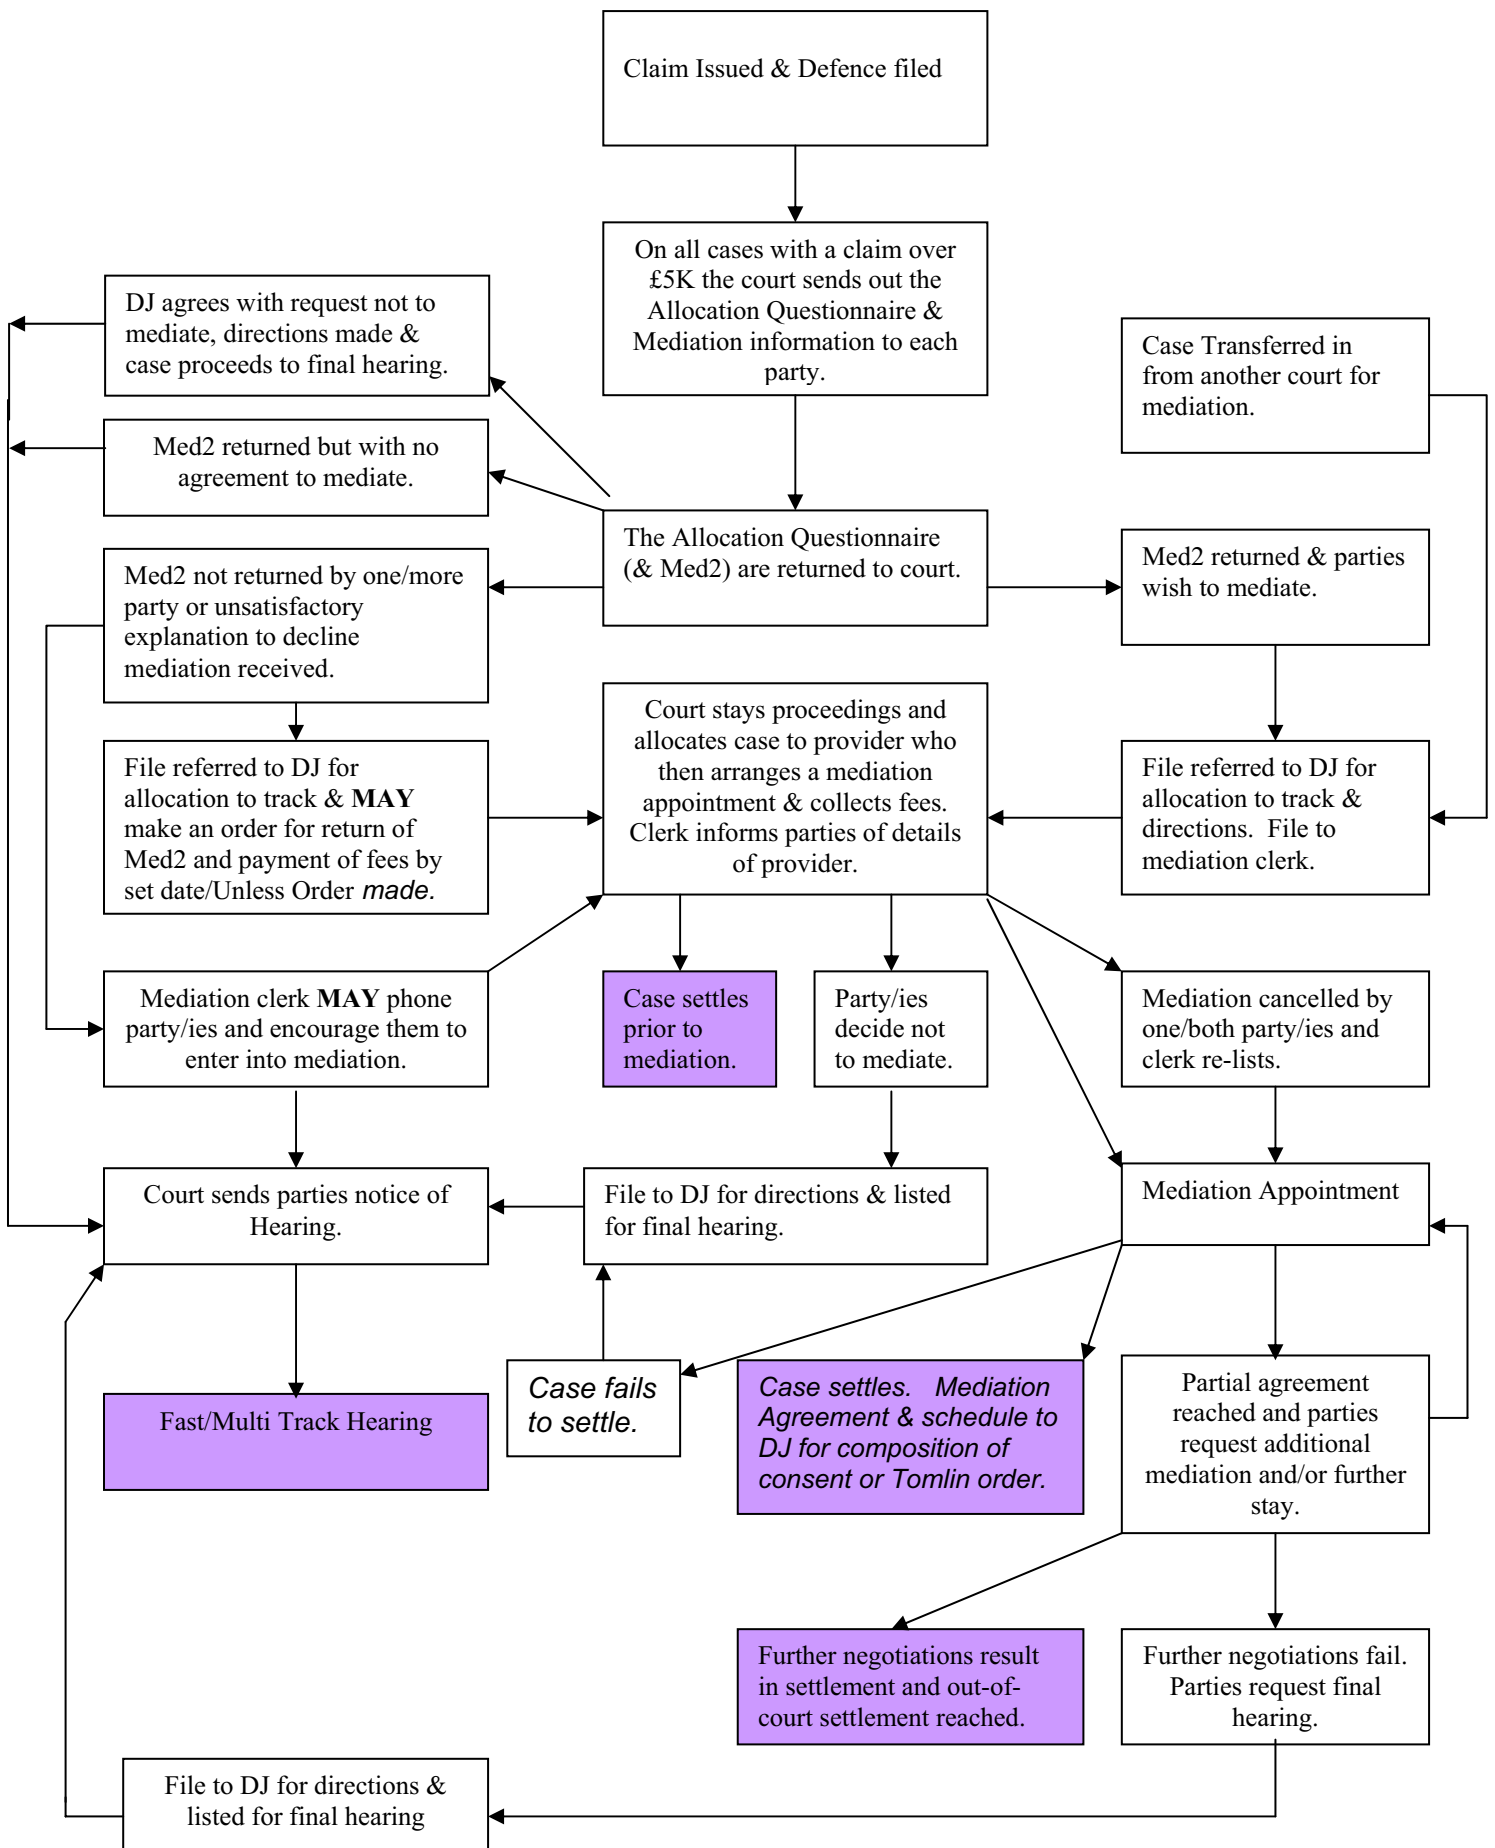 Claim Issued & Defence filed
On all cases with a claim over
£5K the court sends out the
Allocation Questionnaire &
Mediation information to each
party.
DJ agrees with request not to
mediate, directions made &
case proceeds to final hearing.
Case Transferred in
from another court for
mediation.
Med2 returned but with no
agreement to mediate.
The Allocation Questionnaire
(& Med2) are returned to court.
Med2 returned & parties
wish to mediate.
Med2 not returned by one/more
party or unsatisfactory
explanation to decline
mediation received.
Court stays proceedings and
allocates case to provider who
then arranges a mediation
appointment & collects fees.
Clerk informs parties of details
of provider.
File referred to DJ for
allocation to track & MAY
make an order for return of
Med2 and payment of fees by
set date/Unless Order made.
File referred to DJ for
allocation to track &
directions. File to
mediation clerk.
Mediation clerk MAY phone
party/ies and encourage them to
enter into mediation.
Case settles
prior to
mediation.
Party/ies
decide not
to mediate.
Mediation cancelled by
one/both party/ies and
clerk re-lists.
Court sends parties notice of
Hearing.
File to DJ for directions & listed
for final hearing.
Mediation Appointment
Fast/Multi Track Hearing
Case fails
to settle.
Case settles. Mediation
Agreement & schedule to
DJ for composition of
consent or Tomlin order.
Partial agreement
reached and parties
request additional
mediation and/or further
stay.
Further negotiations result
in settlement and out-of-
court settlement reached.
Further negotiations fail.
Parties request final
hearing.
File to DJ for directions &
listed for final hearing